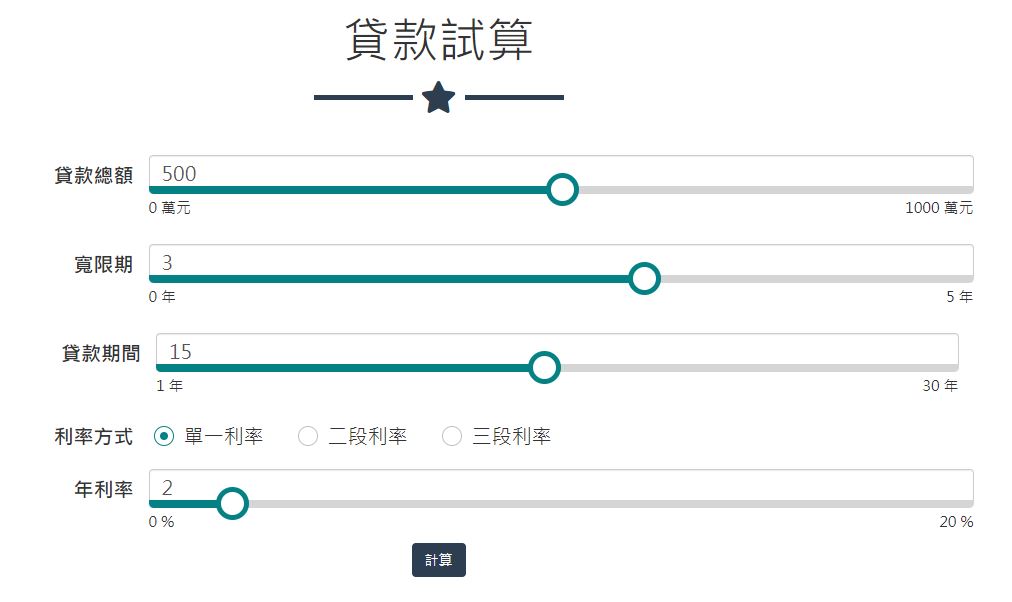 貸款試算
貸款總額 500
0 萬元 1000 萬元
寬限期 3
0 年 5 年
貸款期間 15
1 年 30 年
利率方式 單一利率 二段利率 三段利率
年利率 2
0 % 20 %
計算